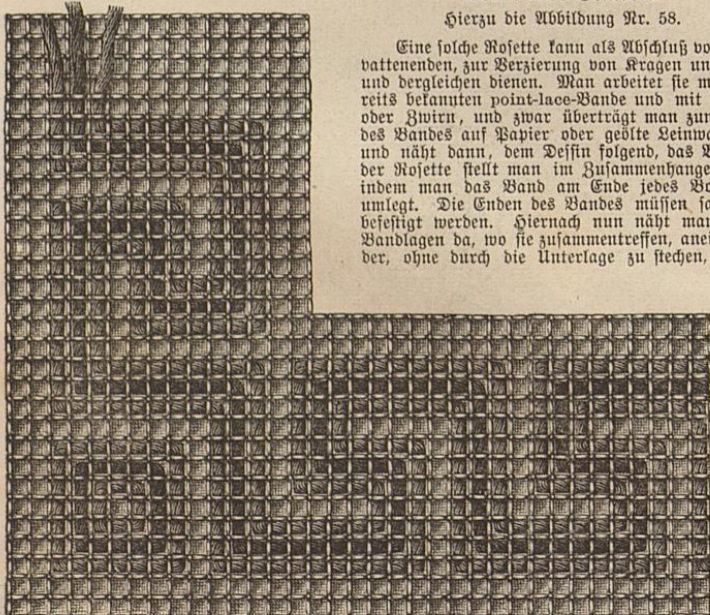 Hierzu die Abbildung Nr. 58.
Eine solche Rosette kann als Abschluß vo
vattenenden, zur Verzierung von Kragen un
und dergleichen dienen. Man arbeitet sie m
reits bekannten point-lace-Bande und mit
oder Zwirn, und zwar überträgt man zun
des Bandes auf Papier oder geölte Leinwa
und näht dann, dem Dessin folgend, das B
der Rosette stellt man im Zusammenhange
indem man das Band am Ende jedes Bo
umlegt. Die Enden des Bandes müssen so
befestigt werden. Hiernach nun näht man
Bandlagen da, wo sie zusammentreffen, anei
der, ohne durch die Unterlage zu stechen,